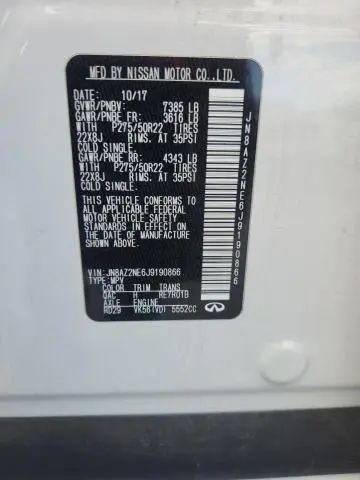 MFD BY NISSAN MOTOR CO.,LTD.
DATE: 10/17
GVWR/PNBV: 7385 LB
GAWR/PNBE FR: 3616 LB
WITH P275/50R22 TIRES
22X8J RIMS, AT 35PSI
COLD SINGLE.
GAWR/PNBE RR: 4343 LB
WITH P275/50R22 TIRES
22X8J RIMS, AT 35PSI
COLD SINGLE.
THIS VEHICLE CONFORMS TO
ALL APPLICABLE FEDERAL
MOTOR VEHICLE SAFETY
STANDARDS IN EFFECT ON
THE DATE OF MANUFACTURE
SHOWN ABOVE.
VIN: JN8AZ2NE6J9190866
TYPE: MPV
COLOR TRIM TRANS
QAC H RE7R01B
AXLE ENGINE
RD29 VK56(VD) 5552CC
INFINITI
JN8AZ2NE6J9190866